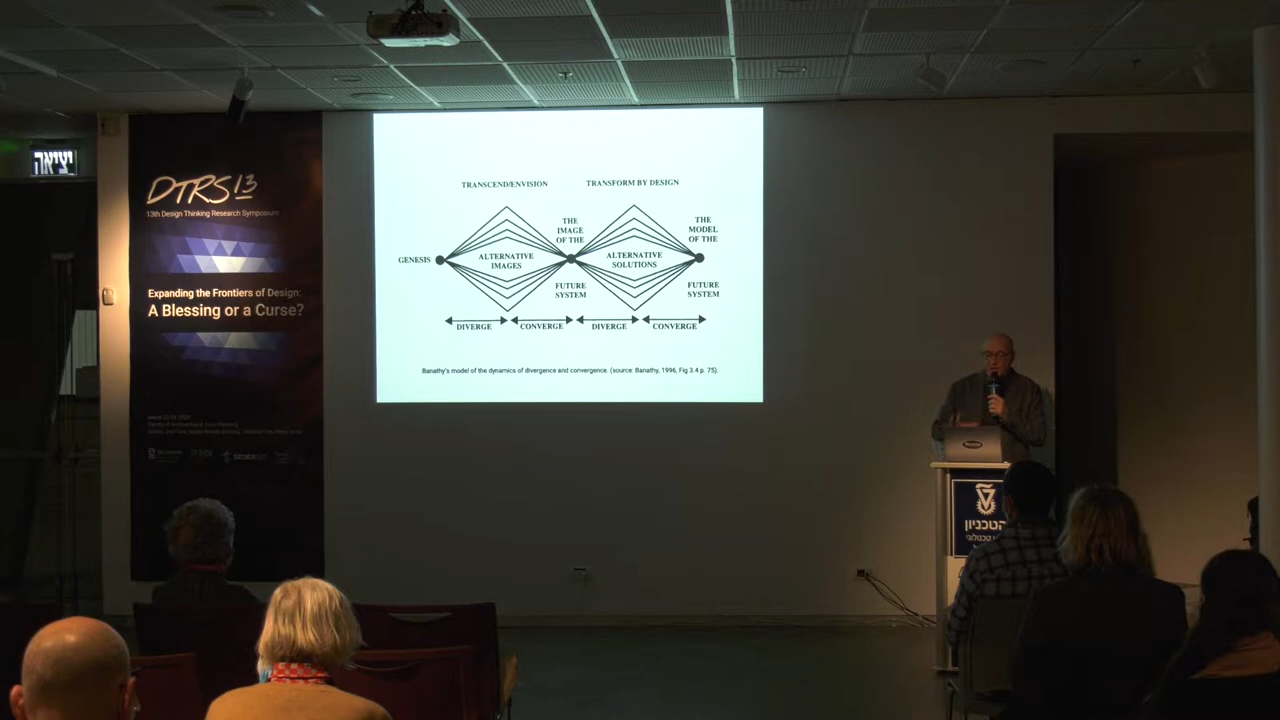 יציאה
DTRS 13
13th Design Thinking Research Symposium
Expanding the Frontiers of Design:
A Blessing or a Curse?
TRANSCEND/ENVISION
TRANSFORM BY DESIGN
GENESIS
ALTERNATIVE
IMAGES
THE
IMAGE
OF THE
FUTURE
SYSTEM
ALTERNATIVE
SOLUTIONS
THE
MODEL
OF THE
FUTURE
SYSTEM
DIVERGE
CONVERGE
DIVERGE
CONVERGE
Banathy's model of the dynamics of divergence and convergence. (source: Banathy, 1996, Fig 3.4 p. 75).
הטכניון
טכנולוגי